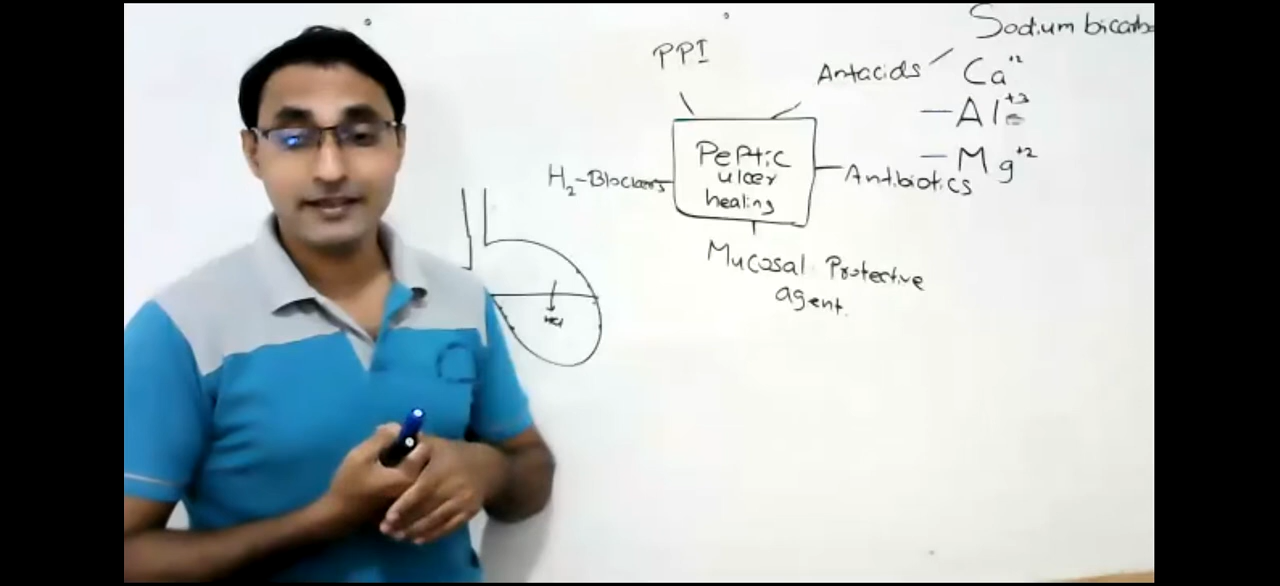 Sodium bicarbo
PPI
Antacids
Ca+2
Al+3
Mg+2
H2-Blockers
Peptic
ulcer
healing
Antibiotics
Mucosal Protective
agent.
HCl